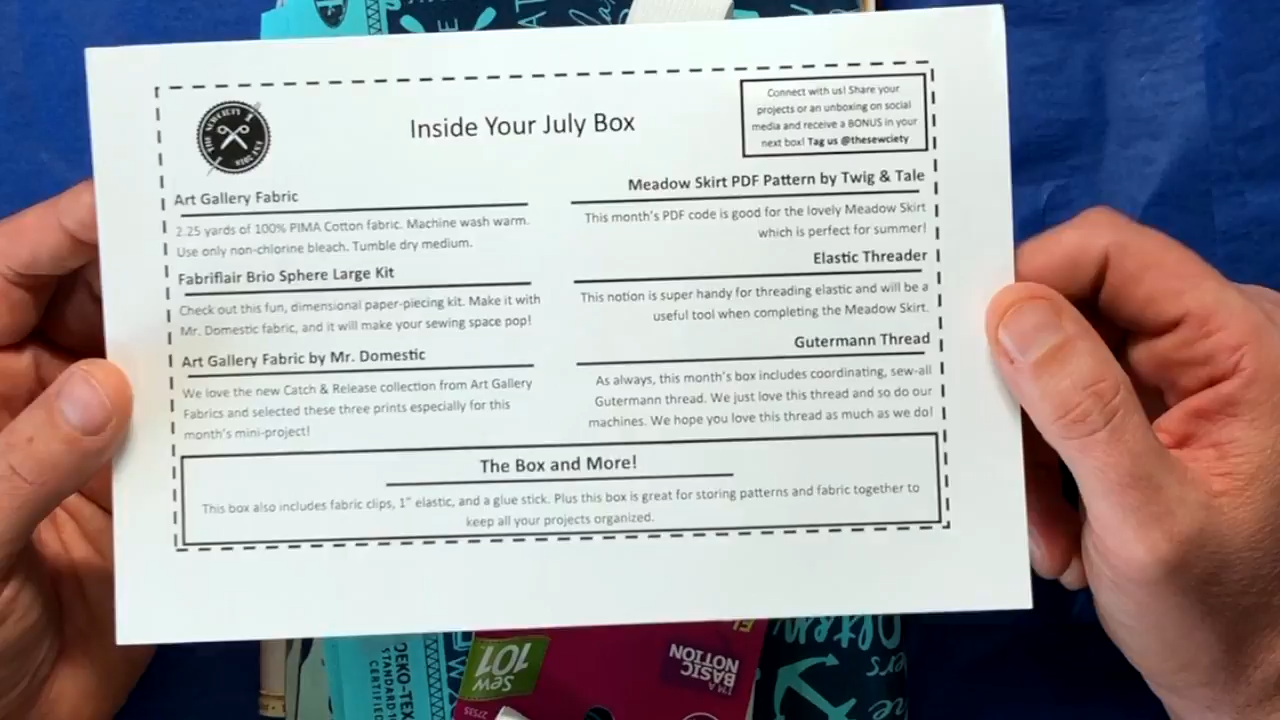 Inside Your July Box
THE SEWCIETY
Connect with us! Share your
projects or an unboxing on social
media and receive a BONUS in your
next box! Tag us @thesewciety
Art Gallery Fabric
2.25 yards of 100% PIMA Cotton fabric. Machine wash warm.
Use only non-chlorine bleach. Tumble dry medium.
Fabriflair Brio Sphere Large Kit
Check out this fun, dimensional paper-piecing kit. Make it with
Mr. Domestic fabric, and it will make your sewing space pop!
Art Gallery Fabric by Mr. Domestic
We love the new Catch & Release collection from Art Gallery
Fabrics and selected these three prints especially for this
month's mini-project!
Meadow Skirt PDF Pattern by Twig & Tale
This month's PDF code is good for the lovely Meadow Skirt
which is perfect for summer!
Elastic Threader
This notion is super handy for threading elastic and will be a
useful tool when completing the Meadow Skirt.
Gutermann Thread
As always, this month's box includes coordinating, sew-all
Gutermann thread. We just love this thread and so do our
machines. We hope you love this thread as much as we do!
The Box and More!
This box also includes fabric clips, 1" elastic, and a glue stick. Plus this box is great for storing patterns and fabric together to
keep all your projects organized.
OEKO-TEX
STANDARD
CERTIFIED
Sew
101
I'M A
BASIC
NOTION
27535
Often